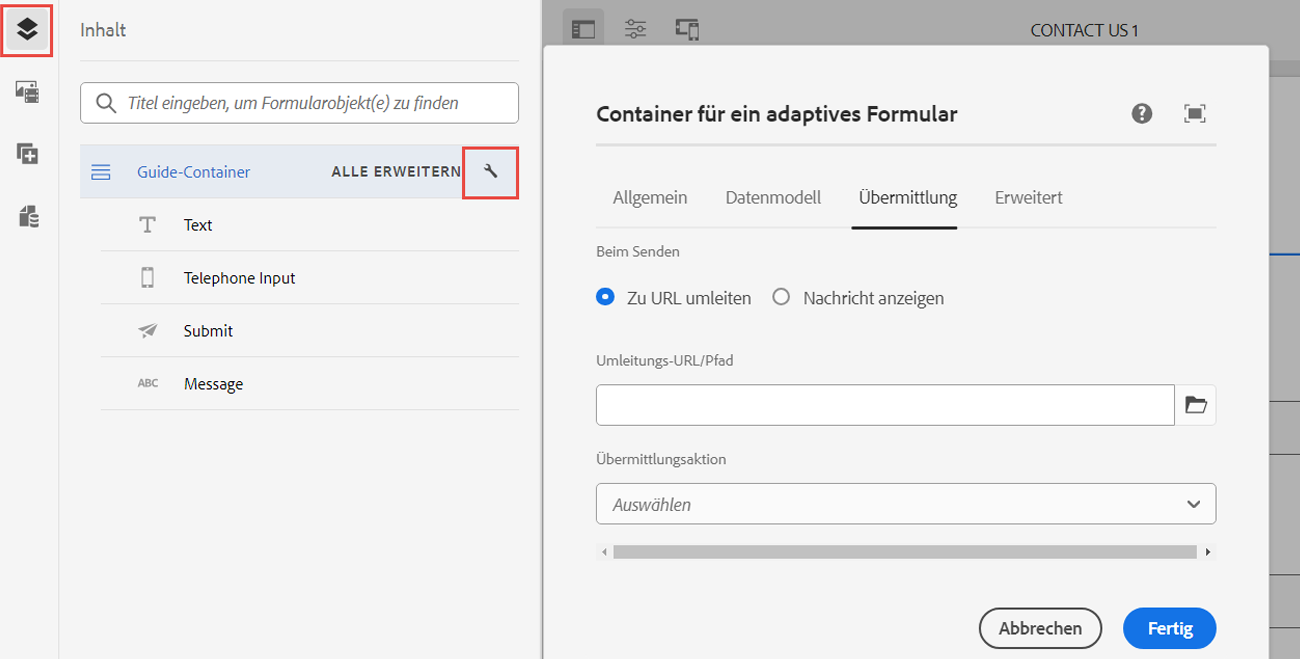 Inhalt
CONTACT US 1
Titel eingeben, um Formularobjekt(e) zu finden
Guide-Container ALLE ERWEITERN
Text
Telephone Input
Submit
ABC Message
Container für ein adaptives Formular
Allgemein Datenmodell Übermittlung Erweitert
Beim Senden
Zu URL umleiten Nachricht anzeigen
Umleitungs-URL/Pfad
Übermittlungsaktion
Auswählen
Abbrechen Fertig